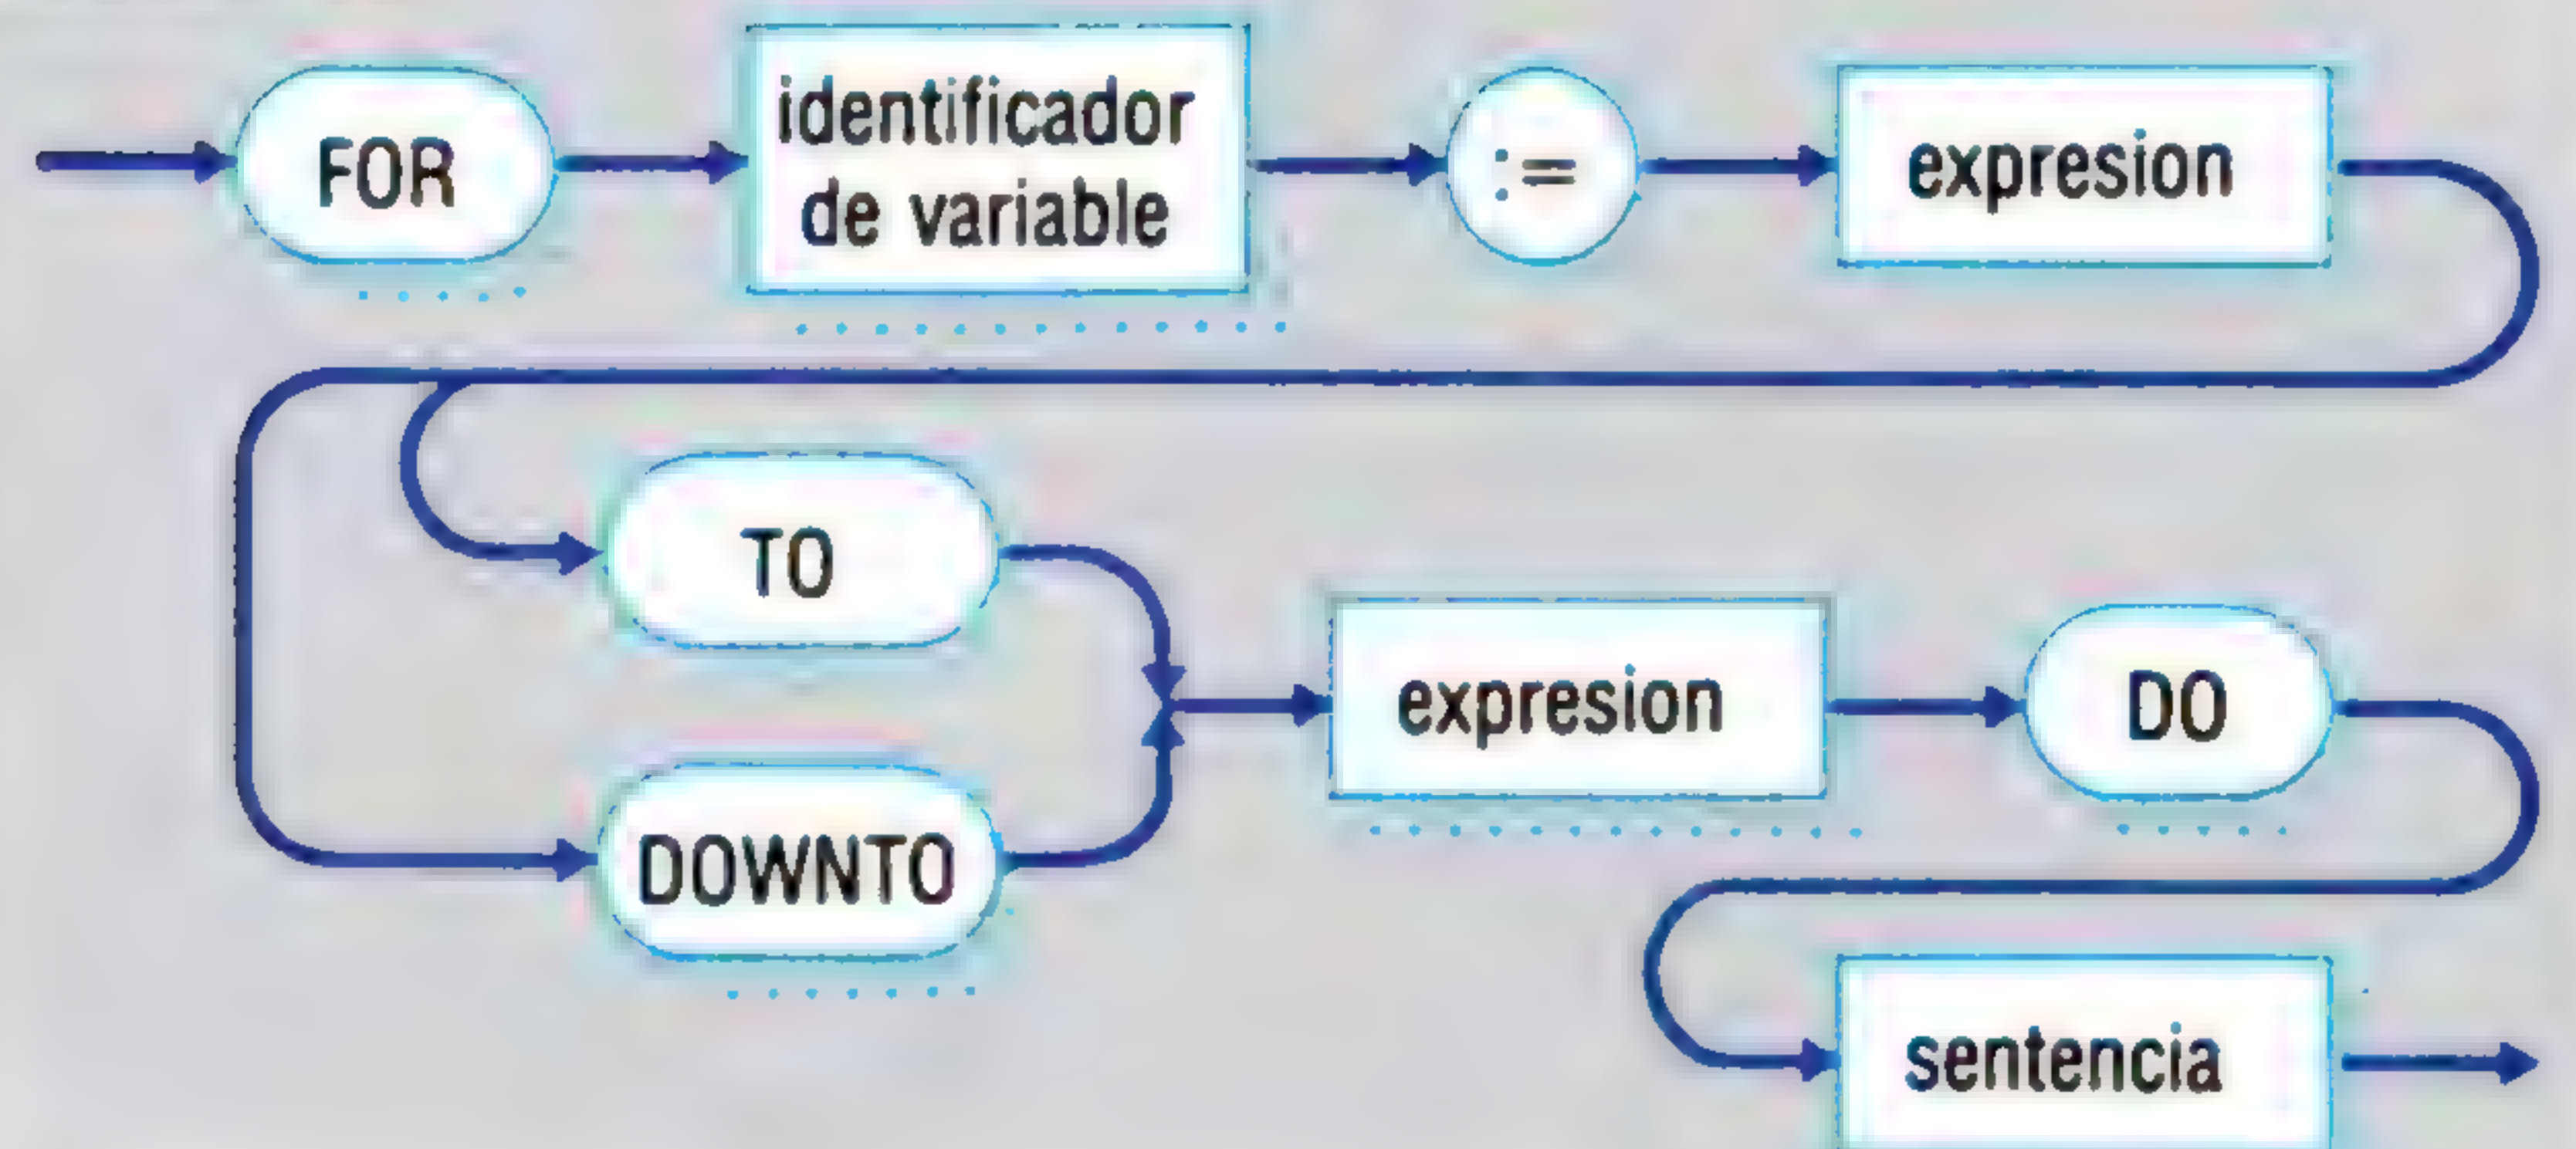 FOR
identificador
de variable
:=
expresion
TO
DOWNTO
expresion
DO
sentencia